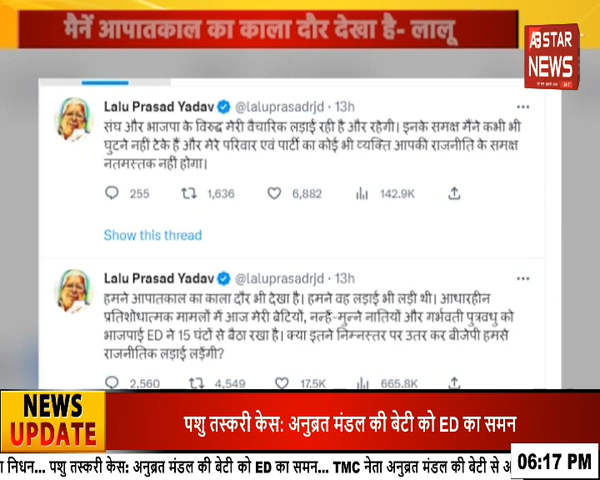 मैनें आपातकाल का काला दौर देखा है- लालू
ABSTAR
NEWS
24/7
Lalu Prasad Yadav @laluprasadrjd · 13h
संघ और भाजपा के विरुद्ध मेरी वैचारिक लड़ाई रही है और रहेगी। इनके समक्ष मैंने कभी भी
घुटने नहीं टेके हैं और मेरे परिवार एवं पार्टी का कोई भी व्यक्ति आपकी राजनीति के समक्ष
नतमस्तक नहीं होगा।
255 1,636 6,882 142.9K
Show this thread
Lalu Prasad Yadav @laluprasadrjd · 13h
हमने आपातकाल का काला दौर भी देखा है। हमने वह लड़ाई भी लड़ी थी। आधारहीन
प्रतिशोधात्मक मामलों में आज मेरी बेटियों, नन्हें-मुन्ने नातियों और गर्भवती पुत्रवधु को
भाजपाई ED ने 15 घंटों से बैठा रखा है। क्या इतने निम्नस्तर पर उतर कर बीजेपी हमसे
राजनीतिक लड़ाई लड़ेगी?
2,560 4,549 17.5K 665.8K
NEWS
UPDATE
पशु तस्करी केस: अनुब्रत मंडल की बेटी को ED का समन
निधन... पशु तस्करी केस: अनुब्रत मंडल की बेटी को ED का समन... TMC नेता अनुब्रत मंडल की बेटी से
06:17 PM